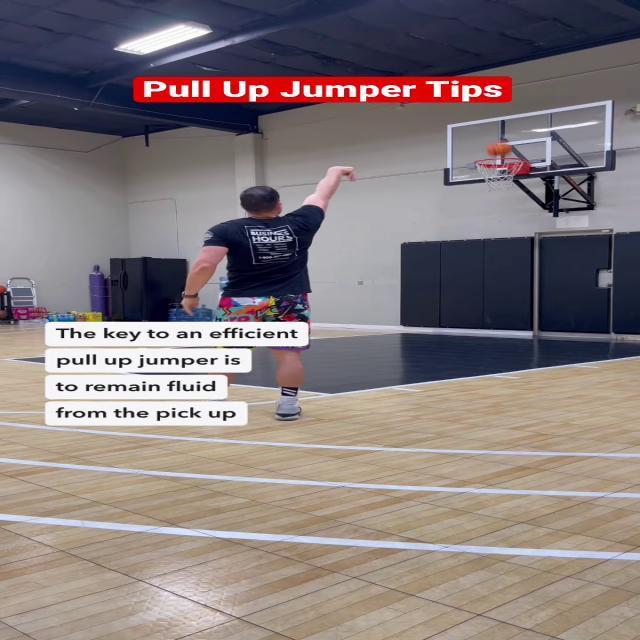 Pull Up Jumper Tips
BUSINESS
HOURS
The key to an efficient
pull up jumper is
to remain fluid
from the pick up